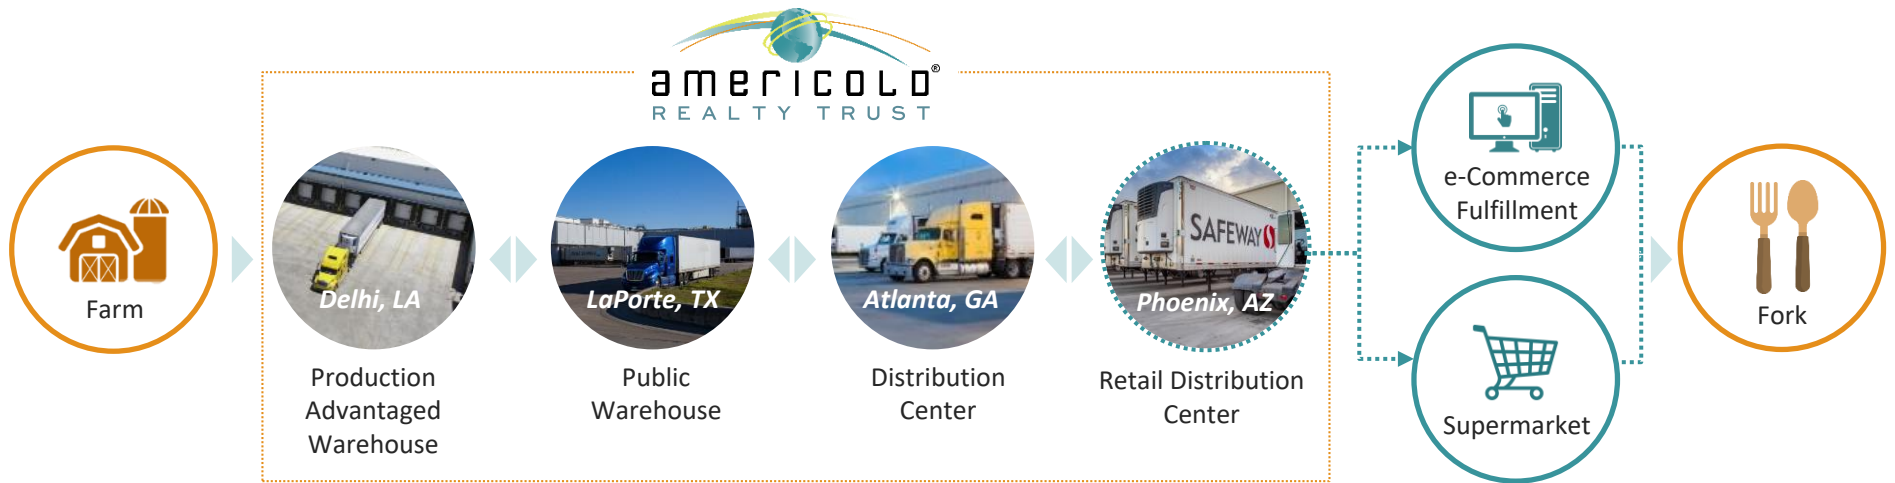 americold®
REALTY TRUST
Farm
Delhi, LA
Production
Advantaged
Warehouse
LaPorte, TX
Public
Warehouse
Atlanta, GA
Distribution
Center
SAFEWAY
Phoenix, AZ
Retail Distribution
Center
e-Commerce
Fulfillment
Supermarket
Fork